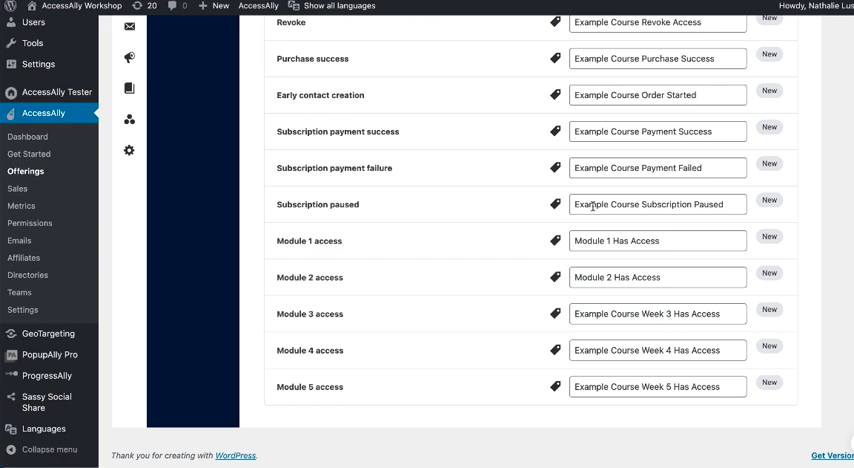 AccessAlly Workshop 20 0 New AccessAlly Show all languages Howdy, Nathalie Lus
Users
Tools
Settings
AccessAlly Tester
AccessAlly
Dashboard
Get Started
Offerings
Sales
Metrics
Permissions
Emails
Affiliates
Directories
Teams
Settings
GeoTargeting
PopupAlly Pro
ProgressAlly
Sassy Social
Share
Languages
Collapse menu
Revoke Example Course Revoke Access New
Purchase success Example Course Purchase Success New
Early contact creation Example Course Order Started New
Subscription payment success Example Course Payment Success New
Subscription payment failure Example Course Payment Failed New
Subscription paused Example Course Subscription Paused New
Module 1 access Module 1 Has Access New
Module 2 access Module 2 Has Access New
Module 3 access Example Course Week 3 Has Access New
Module 4 access Example Course Week 4 Has Access New
Module 5 access Example Course Week 5 Has Access New
Thank you for creating with WordPress. Get Version